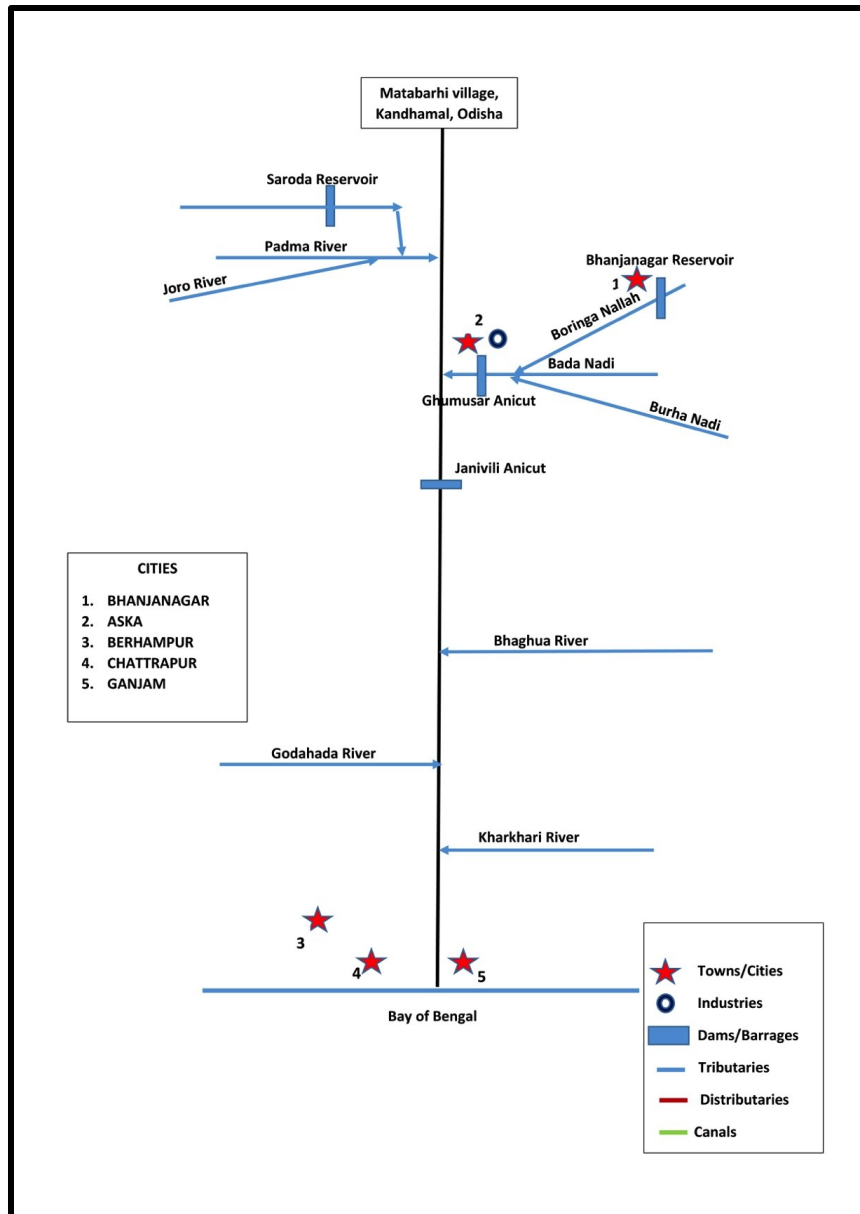 Matabarhi village,
Kandhamal, Odisha
Saroda Reservoir
Padma River
Joro River
Bhanjanagar Reservoir
1
Boringa Nallah
2
Bada Nadi
Ghumusar Anicut
Burha Nadi
Janivili Anicut
CITIES
1. BHANJANAGAR
2. ASKA
3. BERHAMPUR
4. CHATTRAPUR
5. GANJAM
Bhaghua River
Godahada River
Kharkhari River
3
4
5
Bay of Bengal
Towns/Cities
Industries
Dams/Barrages
Tributaries
Distributaries
Canals